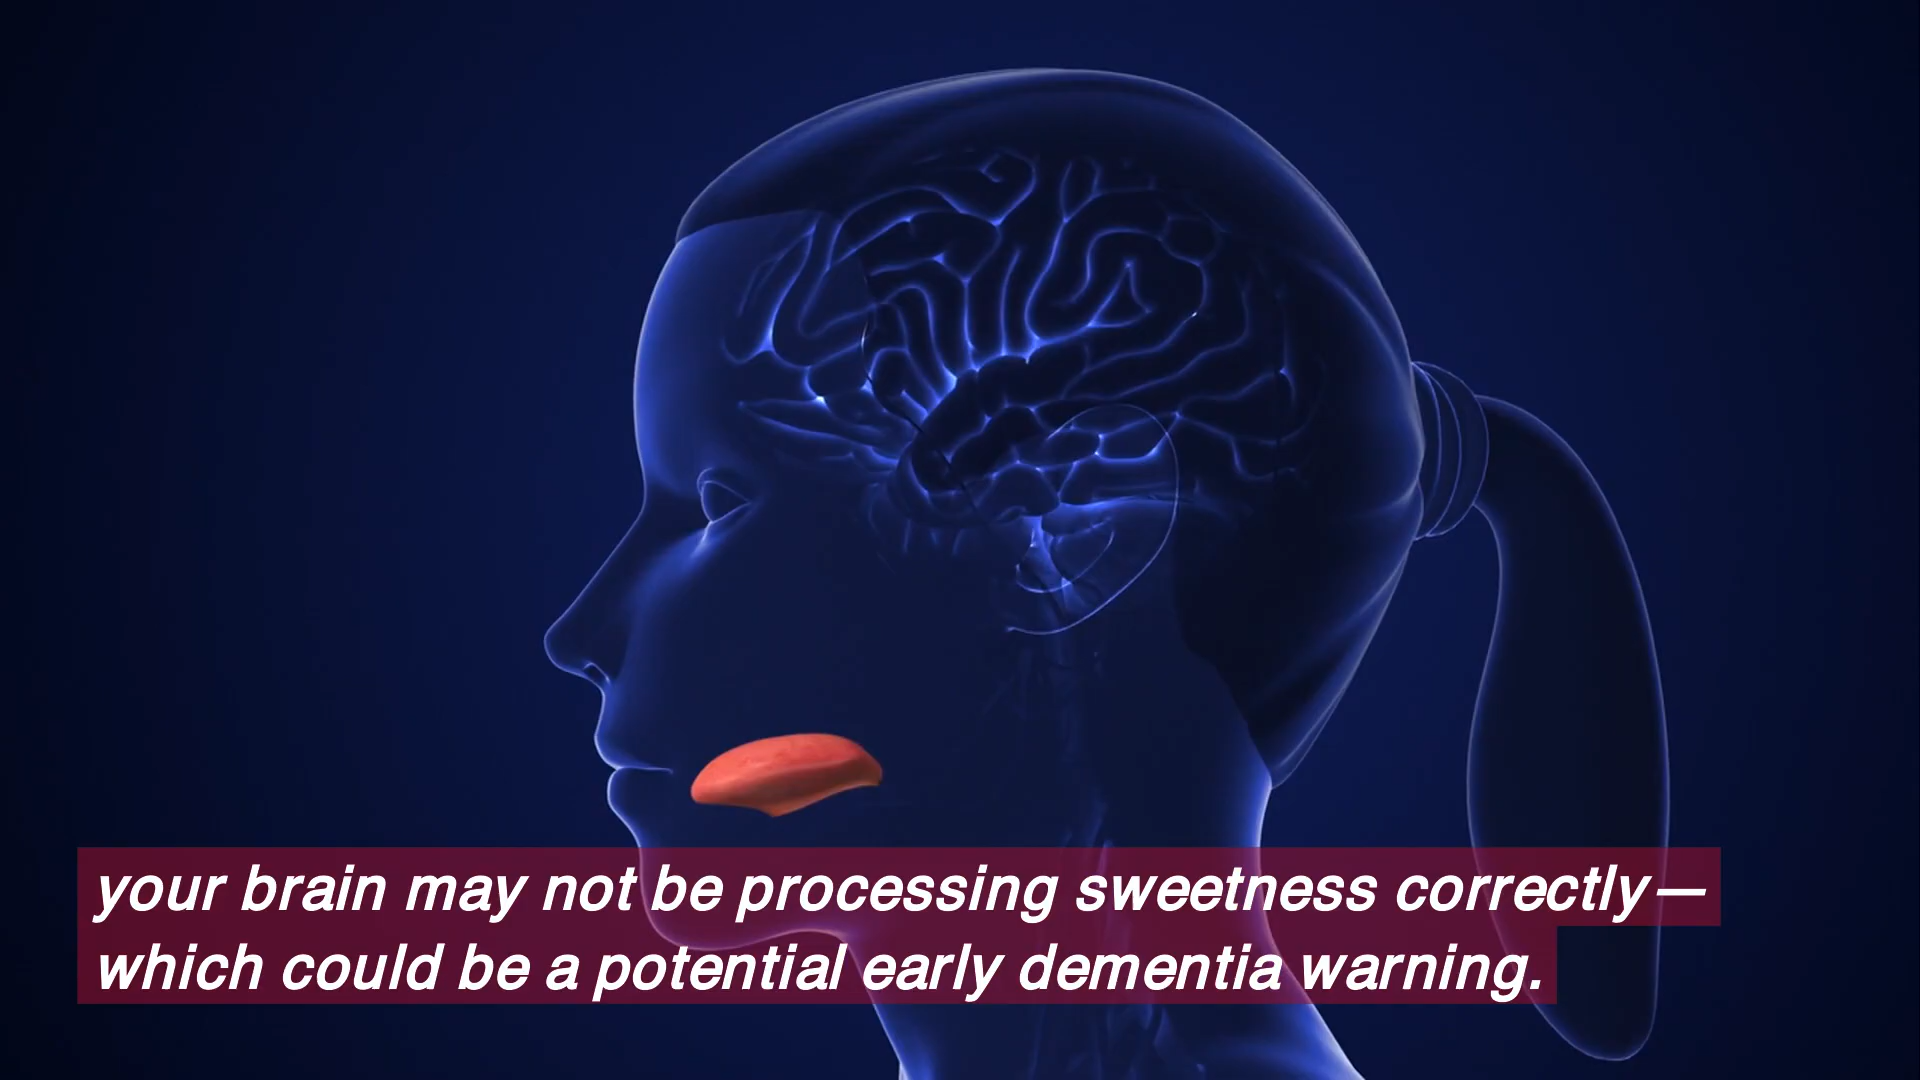 your brain may not be processing sweetness correctly—
which could be a potential early dementia warning.